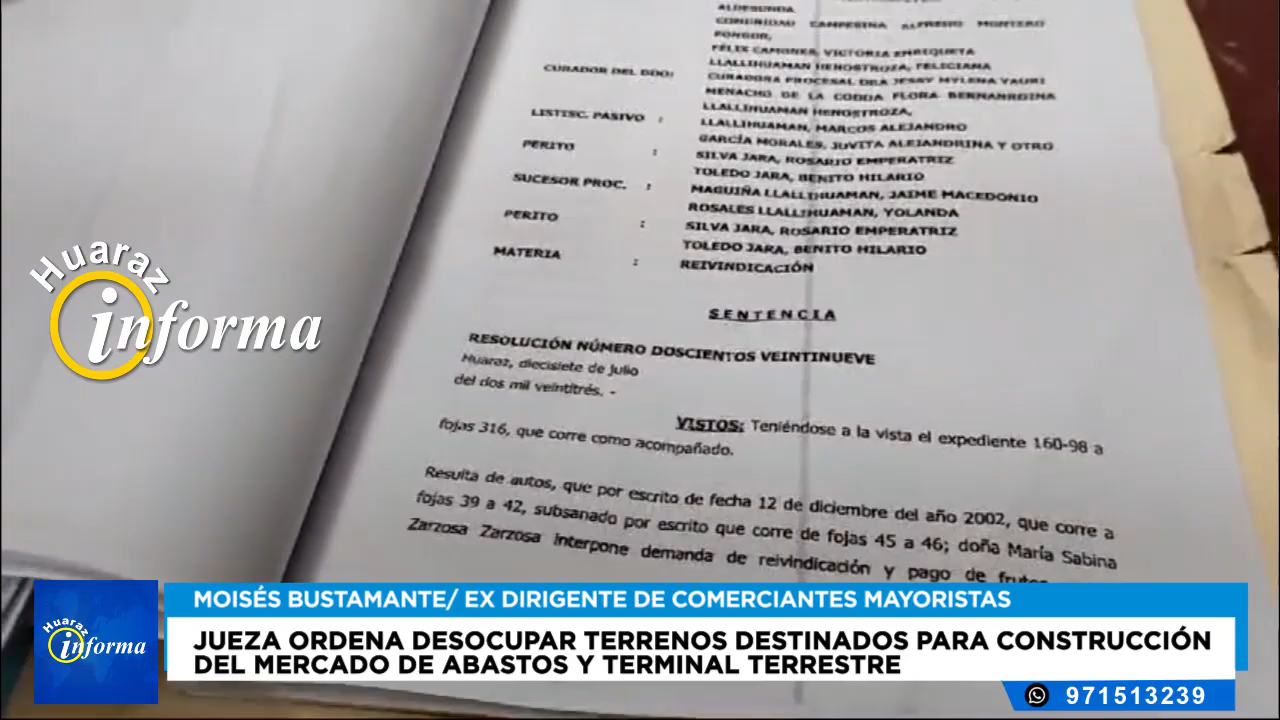 ALDESUNDA
COMUNIDAD CAMPESINA ALFREDO MONTERO
PONGOR,
FÉLIX CAMONES, VICTORIA ENRIQUETA
LLALLIHUAMAN HENOSTROZA, FELICIANA
CURADOR DEL DDO: CURADORA PROCESAL DRA JESSY MYLENA YAURI
MENACHO DE LA CODDA FLORA BERNANRDINA
LLALLIHUAMAN HENOSTROZA,
LISTISC. PASIVO : LLALLIHUAMAN, MARCOS ALEJANDRO
GARCÍA MORALES, JUVITA ALEJANDRINA Y OTRO
PERITO : SILVA JARA, ROSARIO EMPERATRIZ
TOLEDO JARA, BENITO HILARIO
SUCESOR PROC. : MAGUIÑA LLALLIHUAMAN, JAIME MACEDONIO
ROSALES LLALLIHUAMAN, YOLANDA
PERITO : SILVA JARA, ROSARIO EMPERATRIZ
TOLEDO JARA, BENITO HILARIO
MATERIA : REIVINDICACIÓN
SENTENCIA
RESOLUCIÓN NÚMERO DOSCIENTOS VEINTINUEVE
Huaraz, diecisiete de julio
del dos mil veintitrés. -
VISTOS: Teniéndose a la vista el expediente 160-98 a
fojas 316, que corre como acompañado.
Resulta de autos, que por escrito de fecha 12 de diciembre del año 2002, que corre a
fojas 39 a 42, subsanado por escrito que corre de fojas 45 a 46; doña María Sabina
Zarzosa Zarzosa interpone demanda de reivindicación y pago de
Huaraz
informa
Huaraz
informa
MOISÉS BUSTAMANTE/ EX DIRIGENTE DE COMERCIANTES MAYORISTAS
JUEZA ORDENA DESOCUPAR TERRENOS DESTINADOS PARA CONSTRUCCIÓN
DEL MERCADO DE ABASTOS Y TERMINAL TERRESTRE
971513239